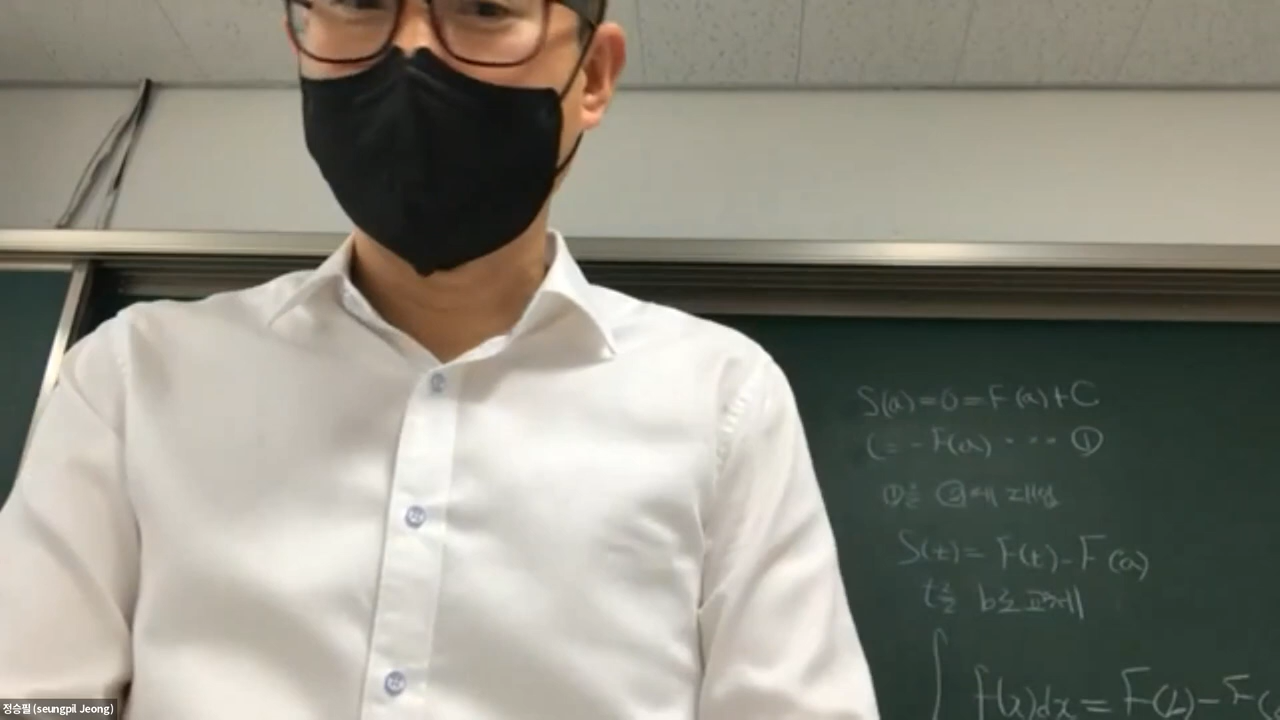 S(a)=0=F(a)+C
C=-F(a) ··· ①
①을 ②에 대입
S(t)=F(t)-F(a)
t를 b로 교체
∫ f(x)dx = F(b)-F(
정승필 (seungpil Jeong)